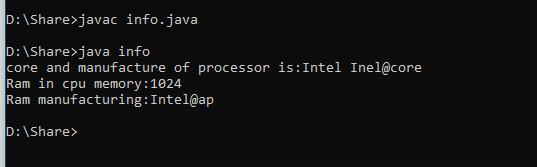 D:\Share>javac info.java
D:\Share>java info
core and manufacture of processor is:Intel Inel@core
Ram in cpu memory:1024
Ram manufacturing:Intel@ap
D:\Share>